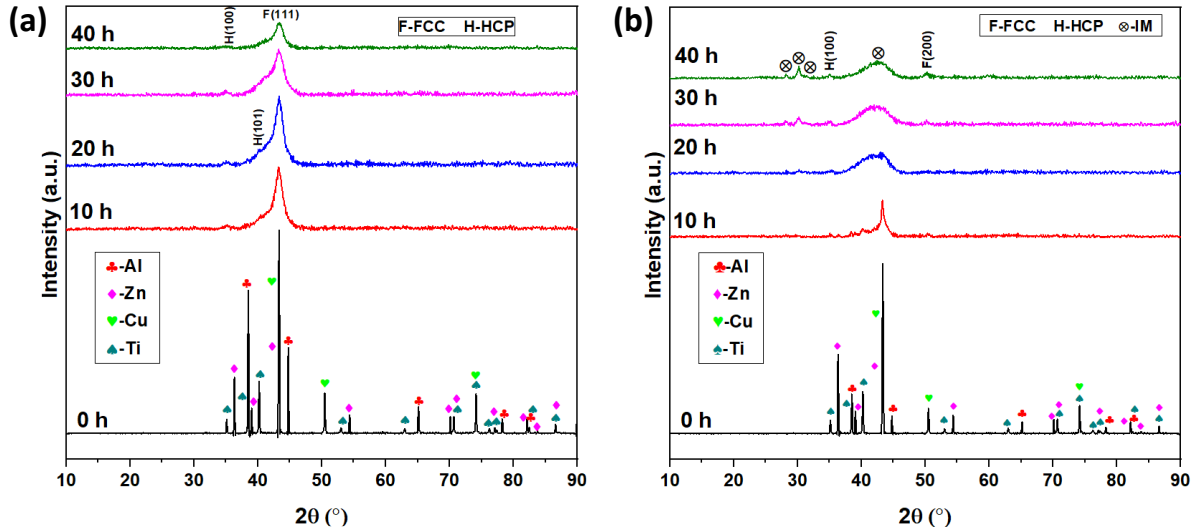 (a)
H(100)
F(111)
F-FCC H-HCP
40 h
30 h
H(101)
20 h
10 h
♣-Al
♦-Zn
♥-Cu
♠-Ti
0 h
Intensity (a.u.)
10 20 30 40 50 60 70 80 90
2θ (°)
(b)
F-FCC H-HCP ⊗-IM
H(100)
F(200)
40 h
30 h
20 h
10 h
♣-Al
♦-Zn
♥-Cu
♠-Ti
0 h
Intensity (a.u.)
10 20 30 40 50 60 70 80 90
2θ (°)